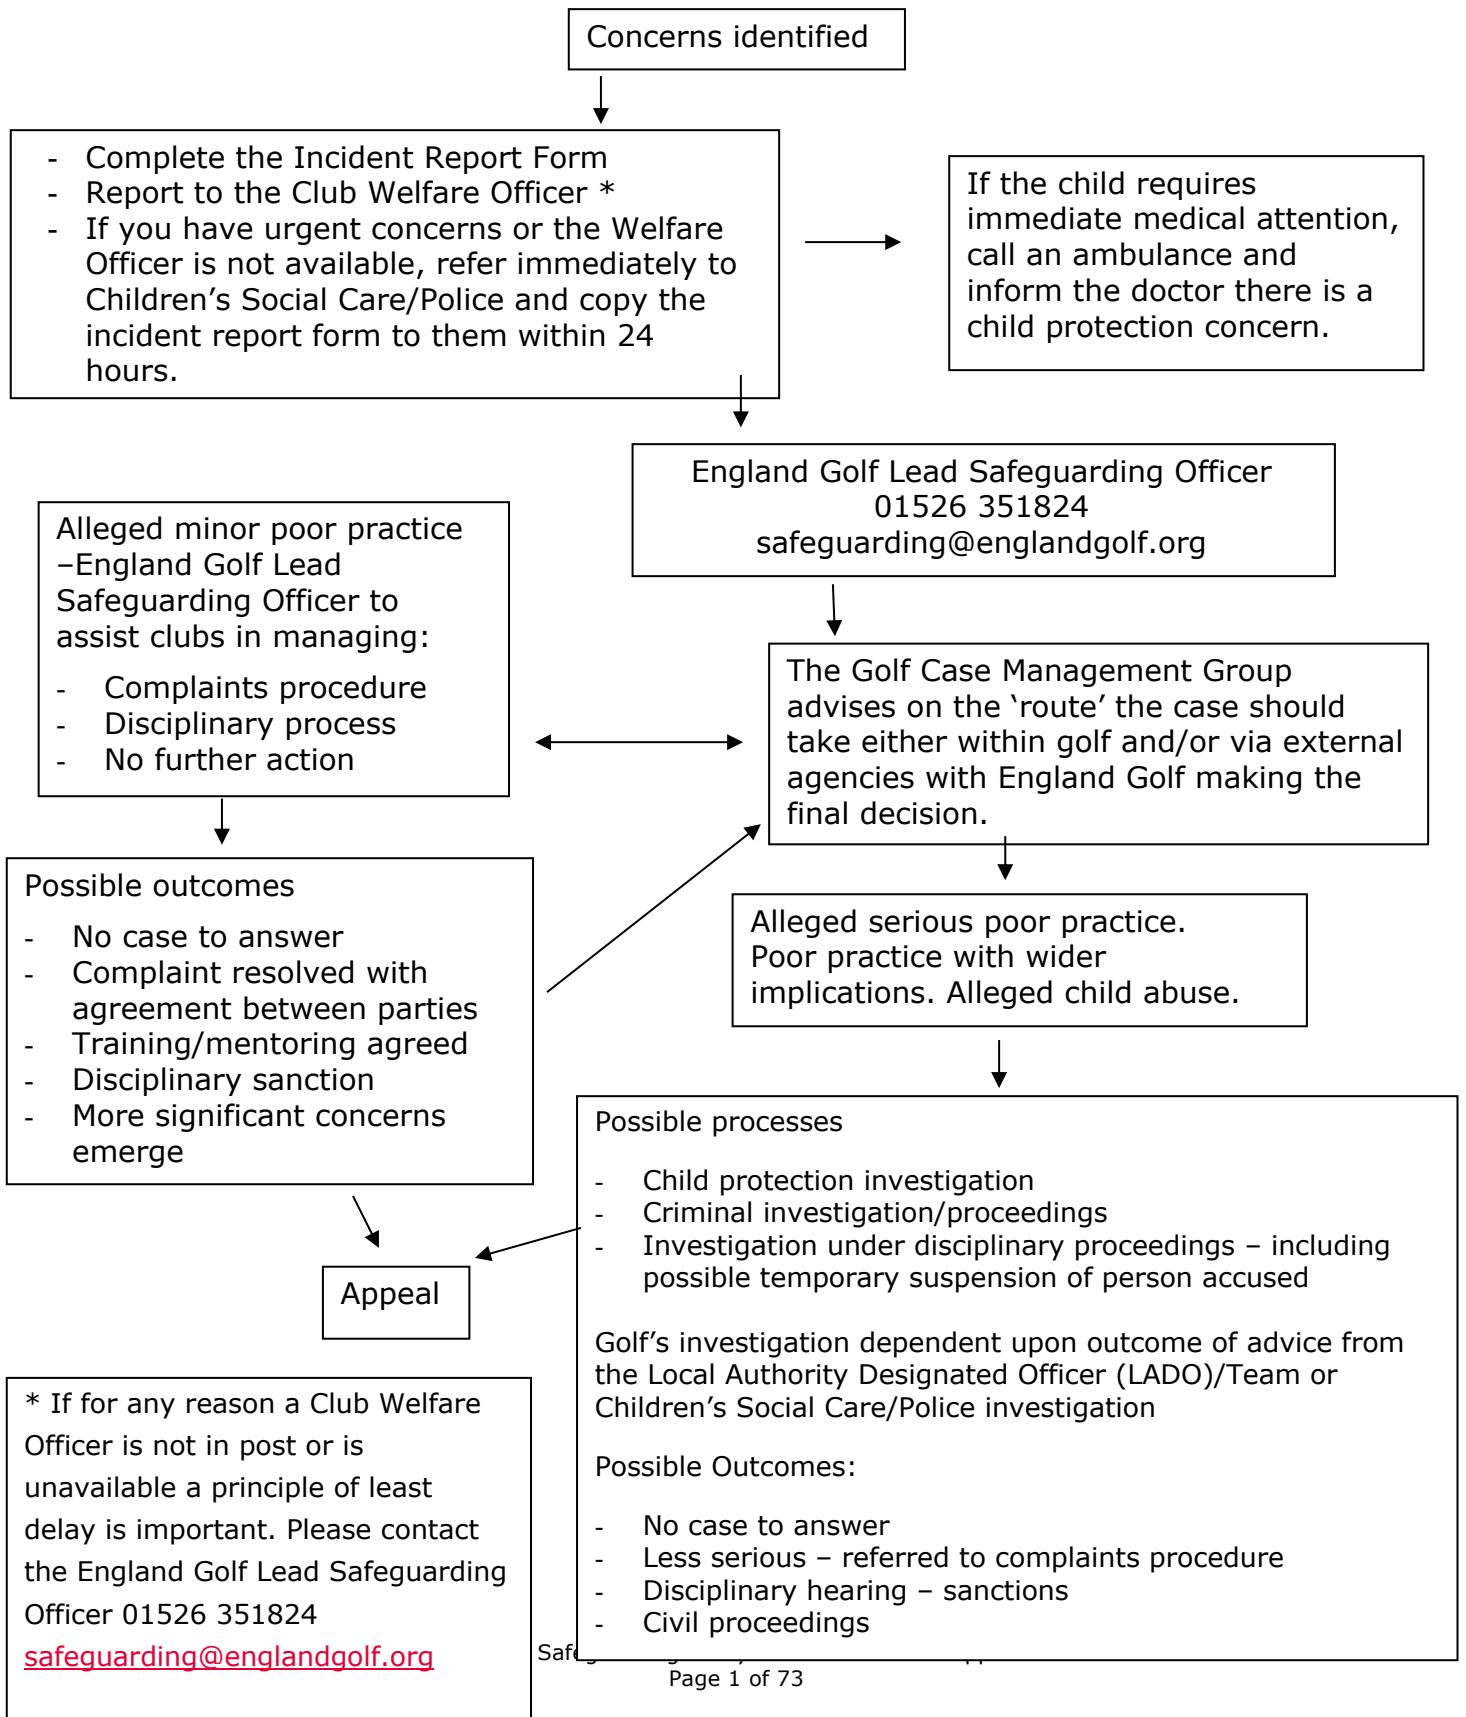 Concerns identified
- Complete the Incident Report Form
- Report to the Club Welfare Officer *
- If you have urgent concerns or the Welfare
Officer is not available, refer immediately to
Children’s Social Care/Police and copy the
incident report form to them within 24
hours.
If the child requires
immediate medical attention,
call an ambulance and
inform the doctor there is a
child protection concern.
England Golf Lead Safeguarding Officer
01526 351824
safeguarding@englandgolf.org
Alleged minor poor practice
–England Golf Lead
Safeguarding Officer to
assist clubs in managing:
- Complaints procedure
- Disciplinary process
- No further action
The Golf Case Management Group
advises on the ‘route’ the case should
take either within golf and/or via external
agencies with England Golf making the
final decision.
Possible outcomes
- No case to answer
- Complaint resolved with
agreement between parties
- Training/mentoring agreed
- Disciplinary sanction
- More significant concerns
emerge
Alleged serious poor practice.
Poor practice with wider
implications. Alleged child abuse.
Possible processes
- Child protection investigation
- Criminal investigation/proceedings
- Investigation under disciplinary proceedings – including
possible temporary suspension of person accused
Golf’s investigation dependent upon outcome of advice from
the Local Authority Designated Officer (LADO)/Team or
Children’s Social Care/Police investigation
Possible Outcomes:
- No case to answer
- Less serious – referred to complaints procedure
- Disciplinary hearing – sanctions
- Civil proceedings
Appeal
* If for any reason a Club Welfare
Officer is not in post or is
unavailable a principle of least
delay is important. Please contact
the England Golf Lead Safeguarding
Officer 01526 351824
safeguarding@englandgolf.org
Page 1 of 73